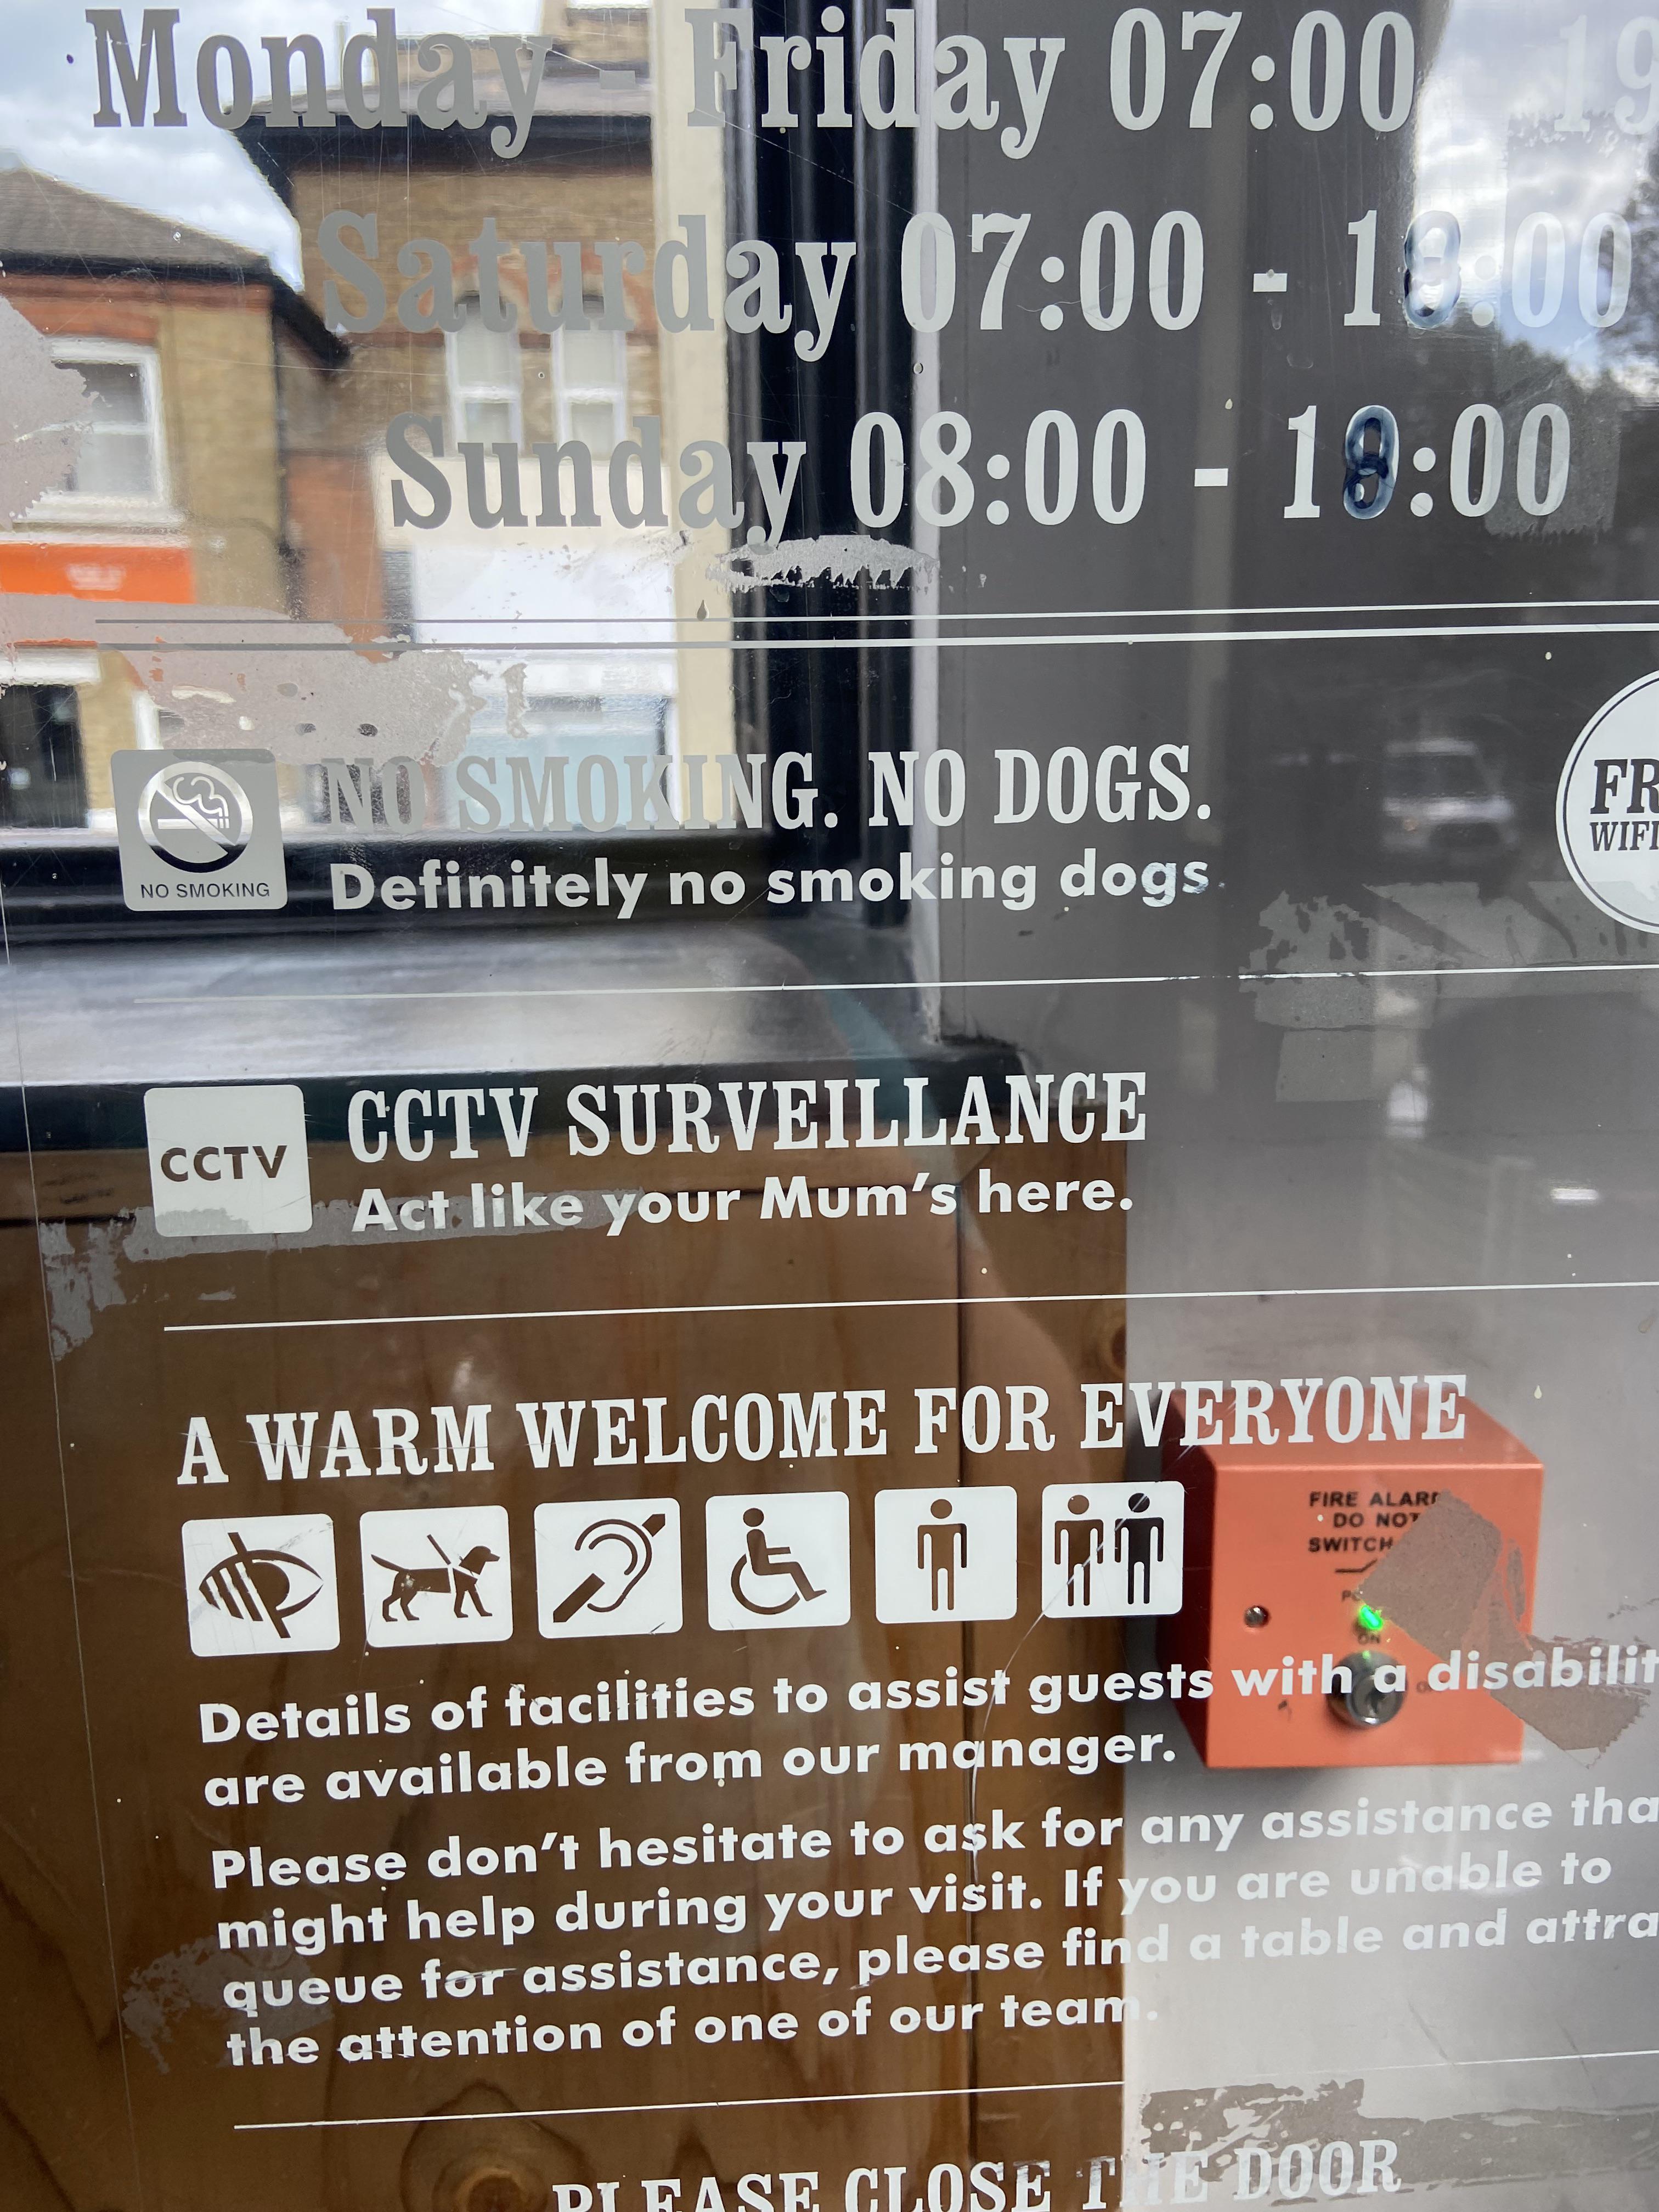 Monday - Friday 07:00 19
Saturday 07:00 - 18:00
Sunday 08:00 - 18:00
NO SMOKING. NO DOGS.
Definitely no smoking dogs.
NO SMOKING
FR
WIFI
CCTV
CCTV SURVEILLANCE
Act like your Mum's here.
A WARM WELCOME FOR EVERYONE
FIRE ALAR
DO NOT
SWITCH
ON
Details of facilities to assist guests with a disabilit
are available from our manager.
Please don't hesitate to ask for any assistance tha
might help during your visit. If you are unable to
queue for assistance, please find a table and attra
the attention of one of our team.
PLEASE CLOSE THE DOOR